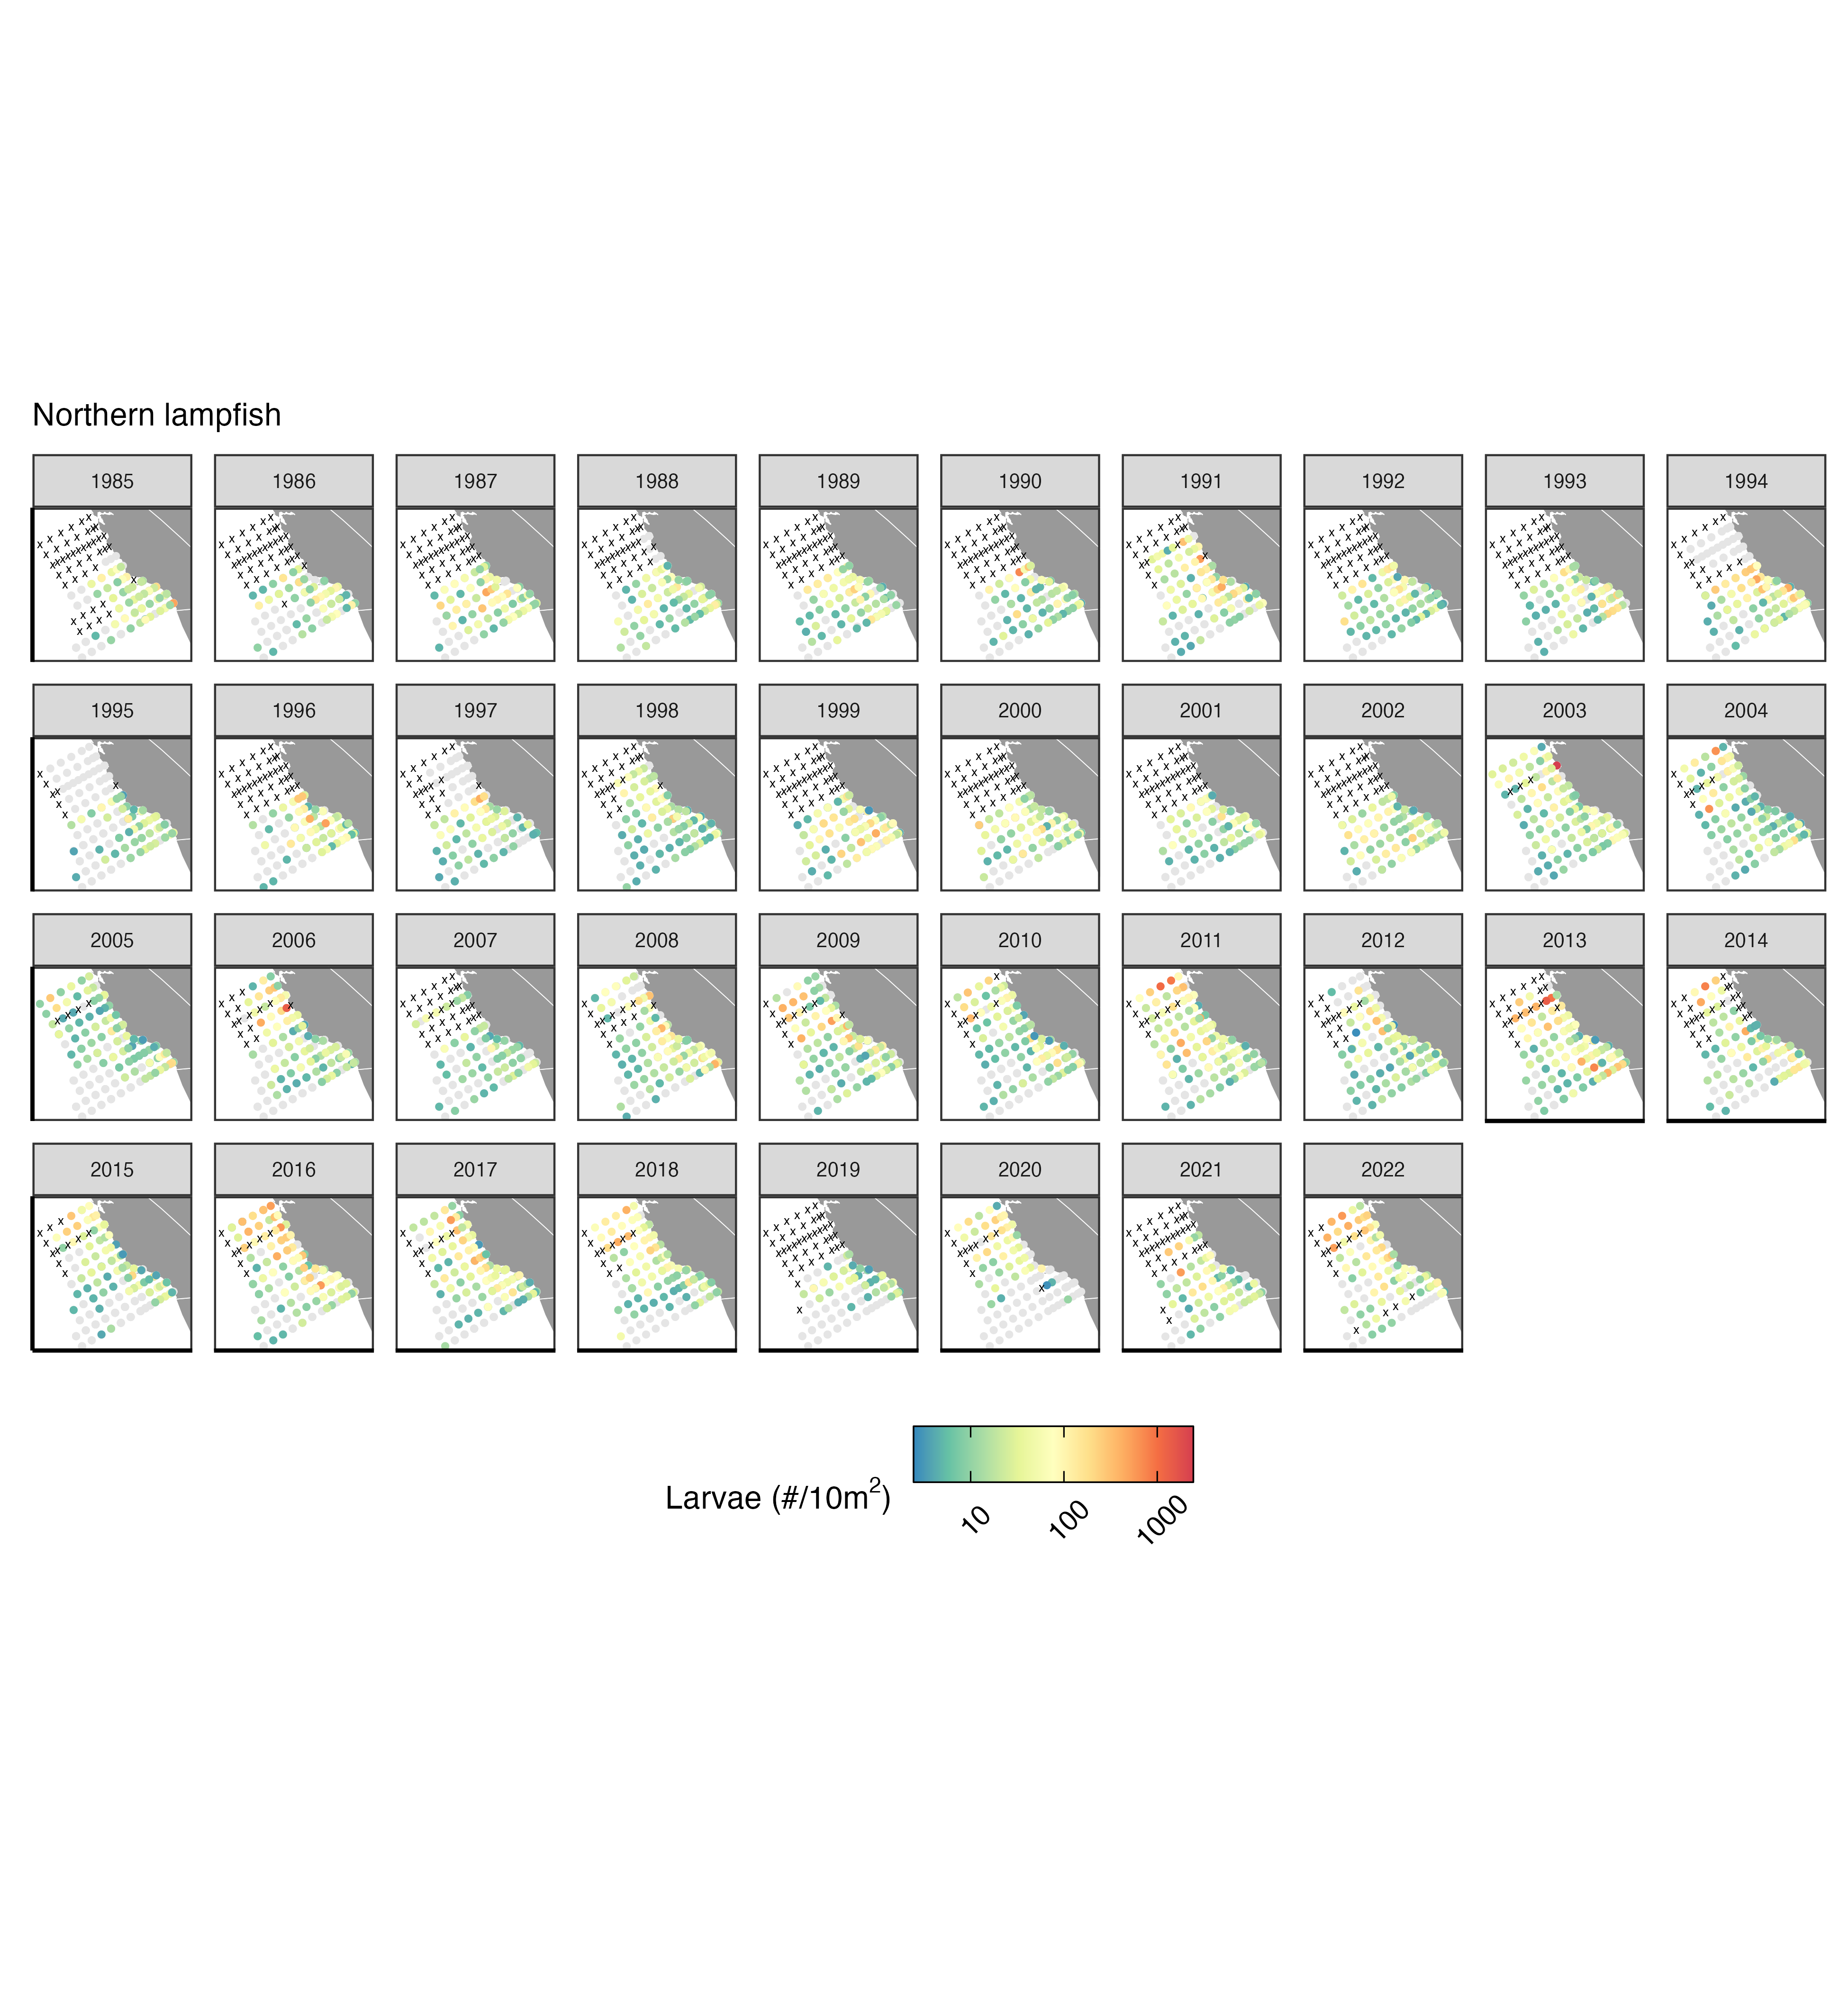 Northern lampfish
1985 1986 1987 1988 1989 1990 1991 1992 1993 1994
1995 1996 1997 1998 1999 2000 2001 2002 2003 2004
2005 2006 2007 2008 2009 2010 2011 2012 2013 2014
2015 2016 2017 2018 2019 2020 2021 2022
Larvae (#/10m²)
10 100 1000